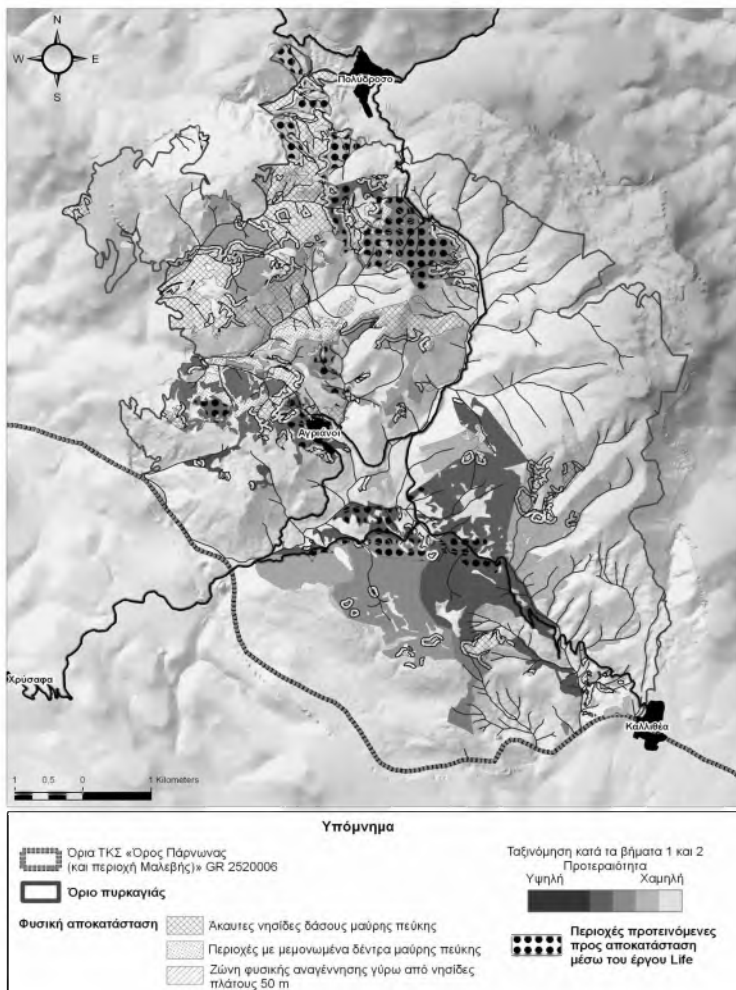 N
W E
S
Πολύδροσο
Αγριάνοι
Χρύσαφα
Καλλιθέα
1 0.5 0 1 Kilometers
Υπόμνημα
Όρια ΤΚΣ «Όρος Πάρνωνας
(και περιοχή Μαλεβής)» GR 2520006
Όριο πυρκαγιάς
Φυσική αποκατάσταση
Άκαυτες νησίδες δάσους μαύρης πεύκης
Περιοχές με μεμονωμένα δέντρα μαύρης πεύκης
Ζώνη φυσικής αναγέννησης γύρω από νησίδες
πλάτους 50 m
Ταξινόμηση κατά τα βήματα 1 και 2
Προτεραιότητα
Υψηλή Χαμηλή
Περιοχές προτεινόμενες
προς αποκατάσταση
μέσω του έργου Life